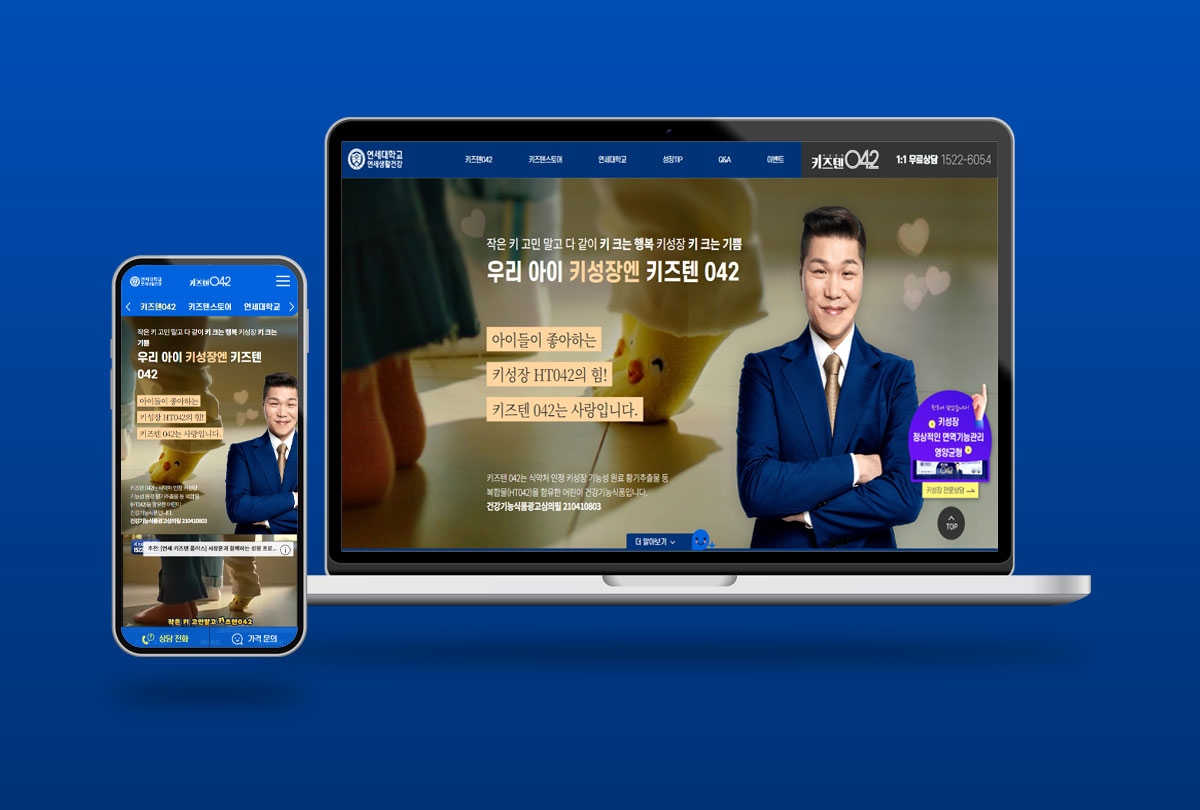 연세대학교
연세생활건강
키즈텐042
키즈텐스토어
연세대학교
성장TIP
Q&A
이벤트
키즈텐042
1:1 무료상담 1522-6054
작은 키 고민 말고 다 같이 키 크는 행복 키성장 키 크는 기쁨
우리 아이 키성장엔 키즈텐 042
아이들이 좋아하는
키성장 HT042의 힘!
키즈텐 042는 사랑입니다.
키즈텐 042는 식약처 인정 키성장 기능성 원료 황기추출물 등
복합물(HT042)을 함유한 어린이 건강기능식품입니다.
건강기능식품광고심의필 210410803
더 알아보기
키성장
정상적인 면역기능관리
영양균형
키성장 전문상담
TOP
연세대학교
연세생활건강
키즈텐042
키즈텐042
키즈텐스토어
연세대학교
작은 키 고민 말고 다 같이 키 크는 행복 키성장 키 크는
기쁨
우리 아이 키성장엔 키즈텐
042
아이들이 좋아하는
키성장 HT042의 힘!
키즈텐 042는 사랑입니다.
키즈텐 042는 식약처 인정 키성장
기능성 원료 황기추출물 등 복합물
(HT042)을 함유한 어린이
건강기능식품입니다.
건강기능식품광고심의필 210410803
추천: [연세 키즈텐 플러스] 서장훈과 함께하는 성장 프로...
작은 키 고민말고 키즈텐042
상담 전화
가격 문의